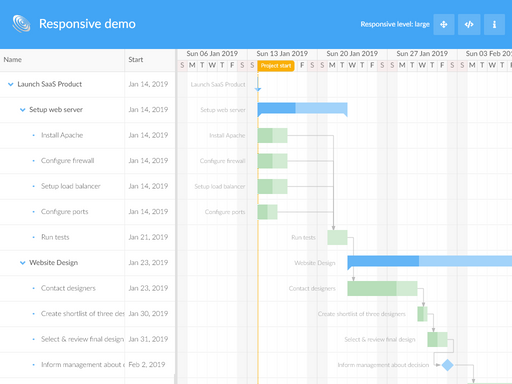 Responsive demo
Responsive level: large
Name Start
Sun 06 Jan 2019 Sun 13 Jan 2019 Sun 20 Jan 2019 Sun 27 Jan 2019 Sun 03 Feb 2
S M T W T F S S M T W T F S S M T W T F S S M T W T F S S M T W
Project start
Launch SaaS Product Jan 14, 2019 Launch SaaS Product
Setup web server Jan 14, 2019 Setup web server
Install Apache Jan 14, 2019 Install Apache
Configure firewall Jan 14, 2019 Configure firewall
Setup load balancer Jan 14, 2019 Setup load balancer
Configure ports Jan 14, 2019 Configure ports
Run tests Jan 21, 2019 Run tests
Website Design Jan 23, 2019 Website Design
Contact designers Jan 23, 2019 Contact designers
Create shortlist of three des Jan 30, 2019 Create shortlist of three designers
Select & review final design Jan 31, 2019 Select & review final design
Inform management about Feb 2, 2019 Inform management about decision